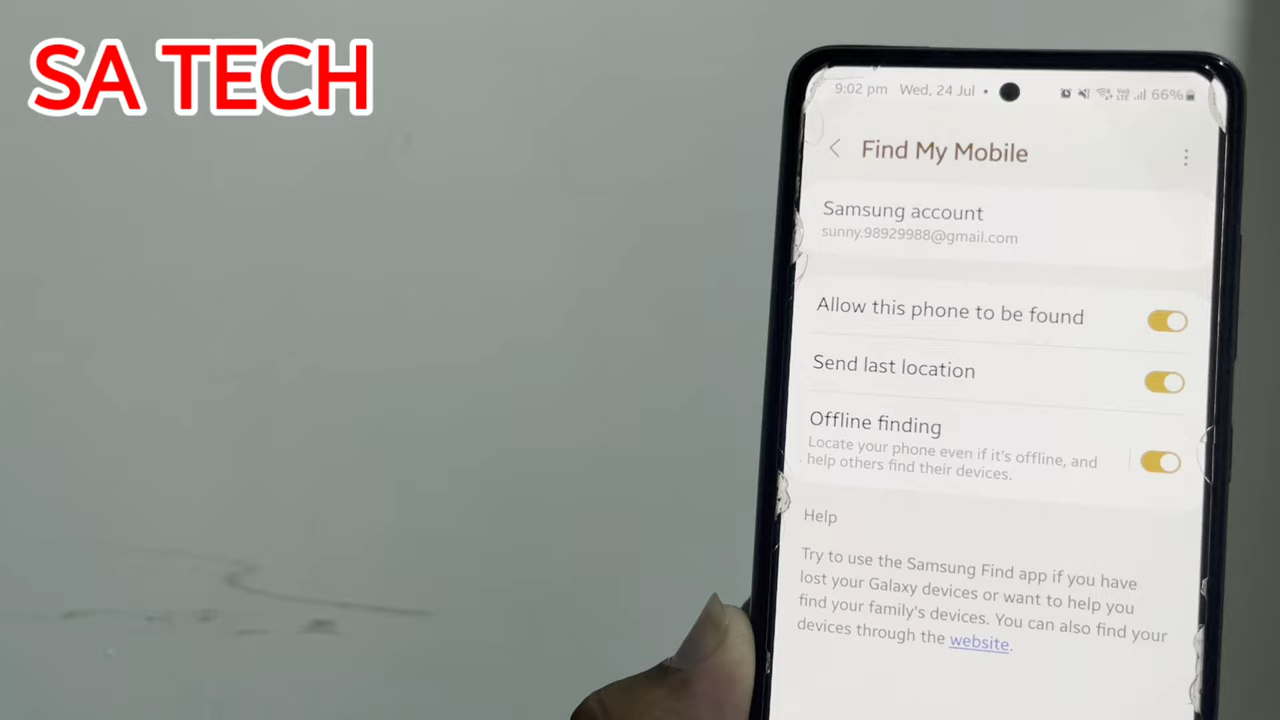 SA TECH
9:02 pm Wed, 24 Jul • 66%
Find My Mobile
Samsung account
sunny.98929988@gmail.com
Allow this phone to be found
Send last location
Offline finding
Locate your phone even if it's offline, and
help others find their devices.
Help
Try to use the Samsung Find app if you have
lost your Galaxy devices or want to help you
find your family's devices. You can also find your
devices through the website.